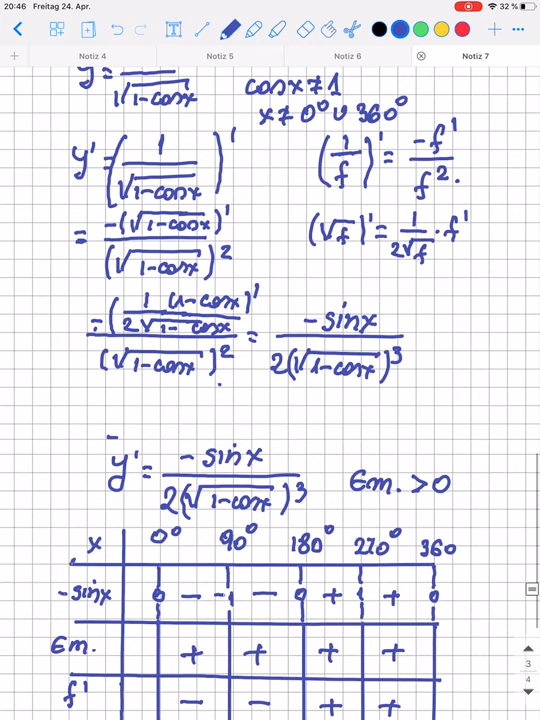 20:46 Freitag 24. Apr. 32 %
T
Notiz 4 Notiz 5 Notiz 6 Notiz 7
y = 1/√(1-cosx) cosx ≠ 1
x ≠ 0° ∪ 360°
y' = (1/√(1-cosx))' (1/f)' = -f'/f².
= -(√(1-cosx))'/(√(1-cosx))² (√f)' = 1/(2√f) · f'
= -(1/(2√(1-cosx)) (1-cosx)'/(√(1-cosx))² = -sinx/2(√(1-cosx))³
y' = -sinx/2(√(1-cosx))³ Em. > 0
x 0° 90° 180° 270° 360
-sinx 0 - -1 - 0 + 1 + 0
Em. + + + +
f' - - + +
3
4